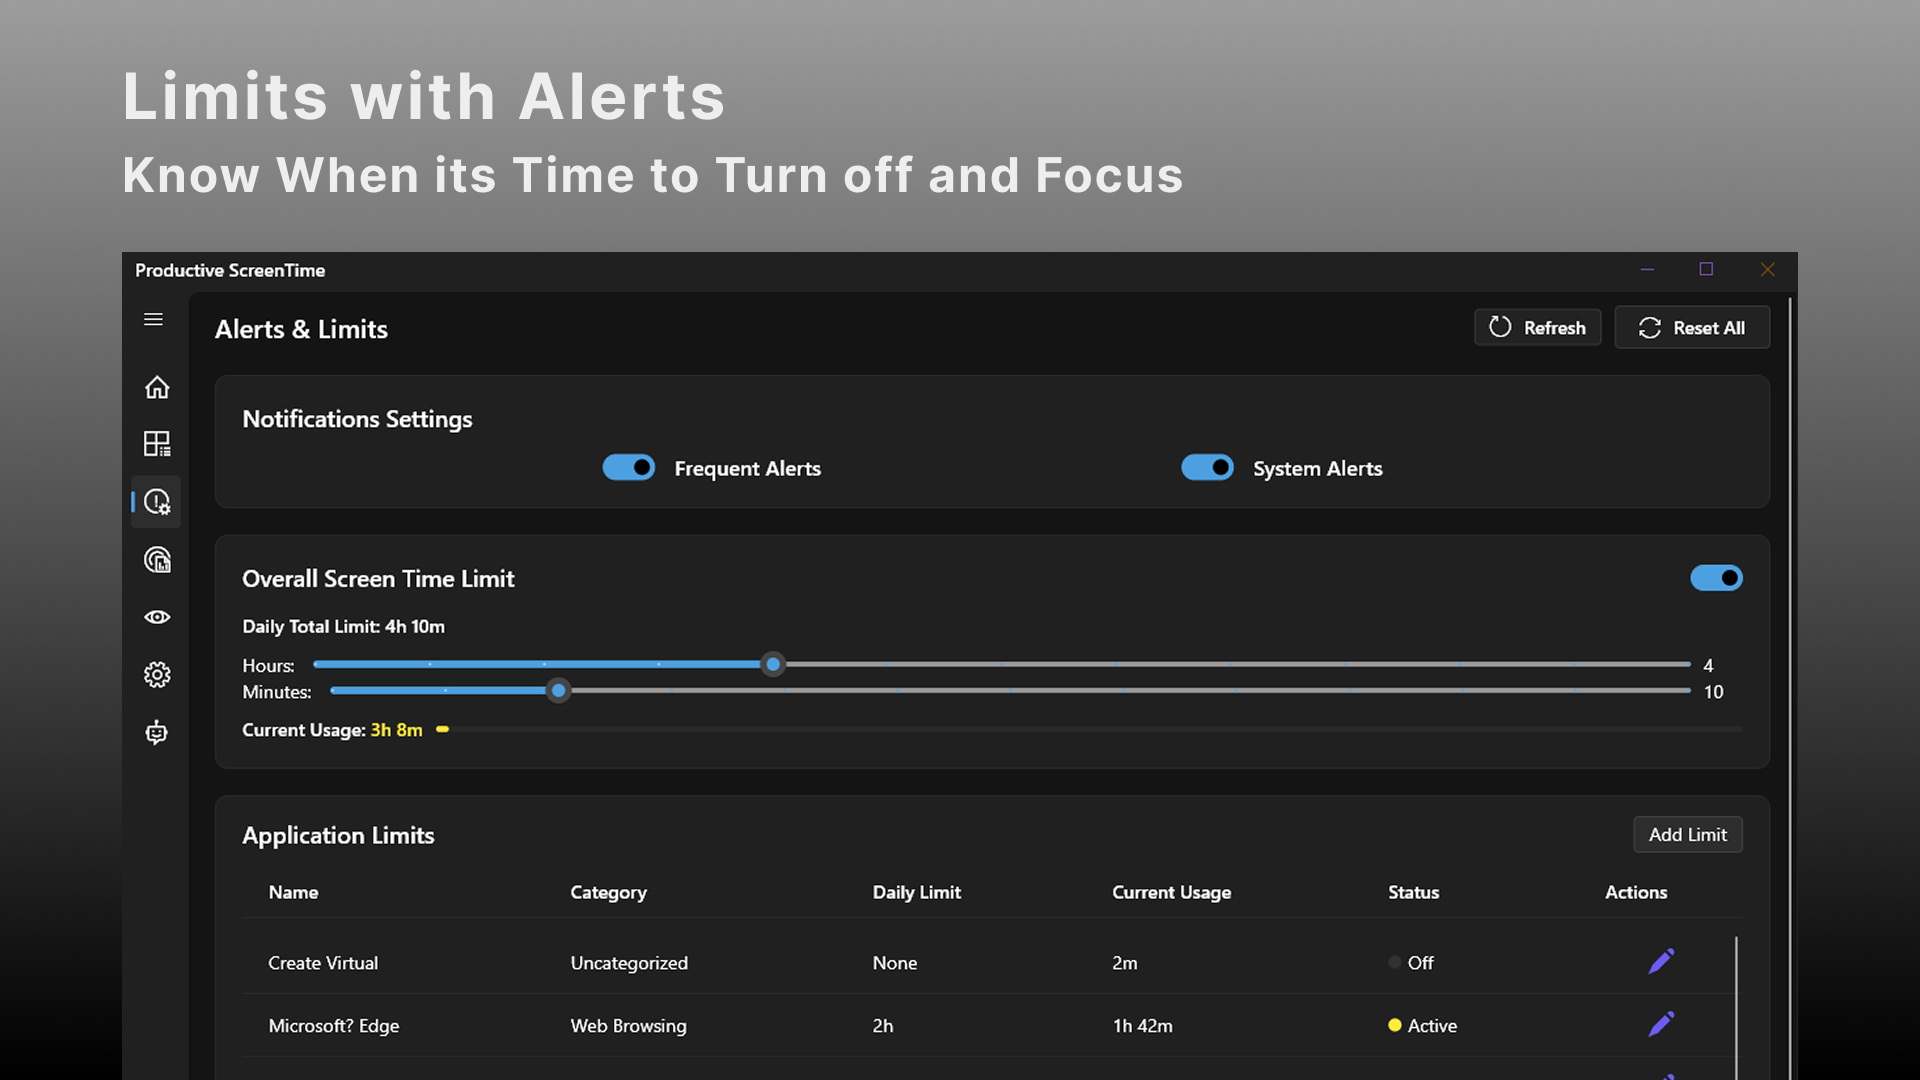 Limits with Alerts
Know When its Time to Turn off and Focus
Productive ScreenTime
Alerts & Limits
Refresh
Reset All
Notifications Settings
Frequent Alerts
System Alerts
Overall Screen Time Limit
Daily Total Limit: 4h 10m
Hours: 4
Minutes: 10
Current Usage: 3h 8m
Application Limits
Add Limit
Name Category Daily Limit Current Usage Status Actions
Create Virtual Uncategorized None 2m Off
Microsoft? Edge Web Browsing 2h 1h 42m Active